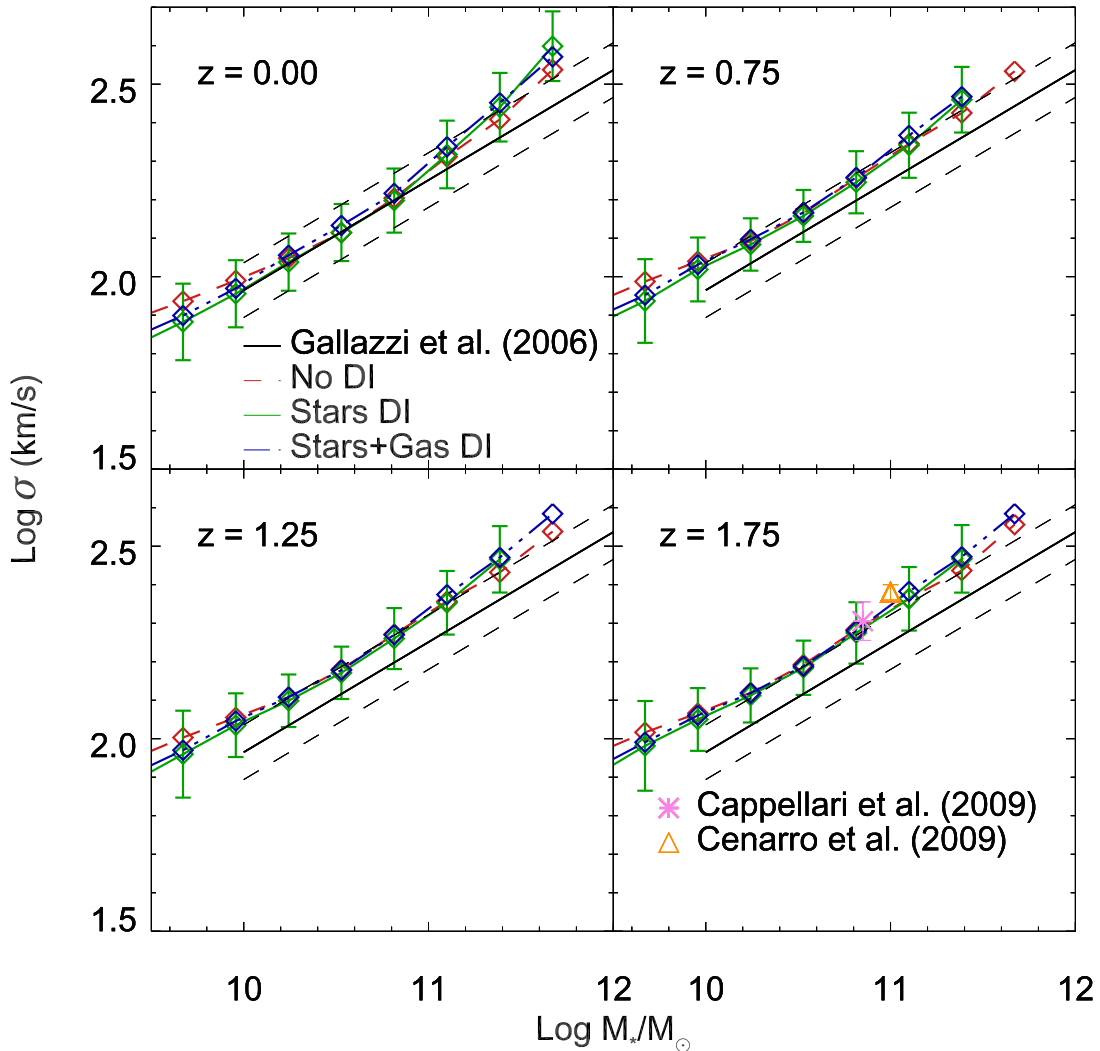 z = 0.00
z = 0.75
2.5
2.0
1.5
Gallazzi et al. (2006)
No DI
Stars DI
Stars+Gas DI
Log σ (km/s)
z = 1.25
z = 1.75
2.5
2.0
1.5
Cappellari et al. (2009)
Cenarro et al. (2009)
10 11 12 10 11 12
Log M*/M☉